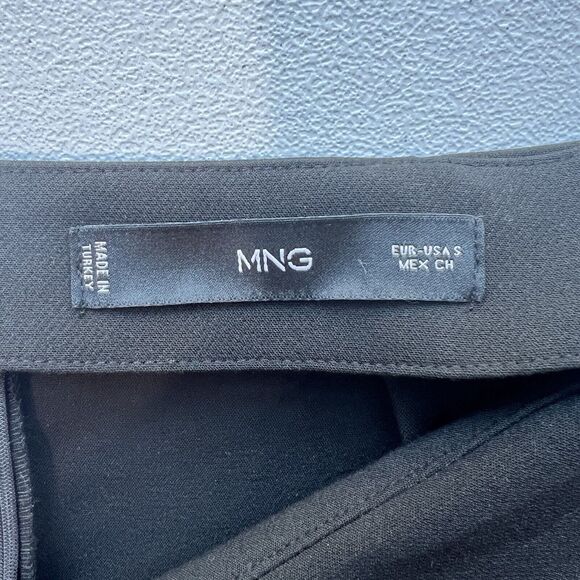 MADE IN
TURKEY
MNG
EUR-USA S
MEX CH